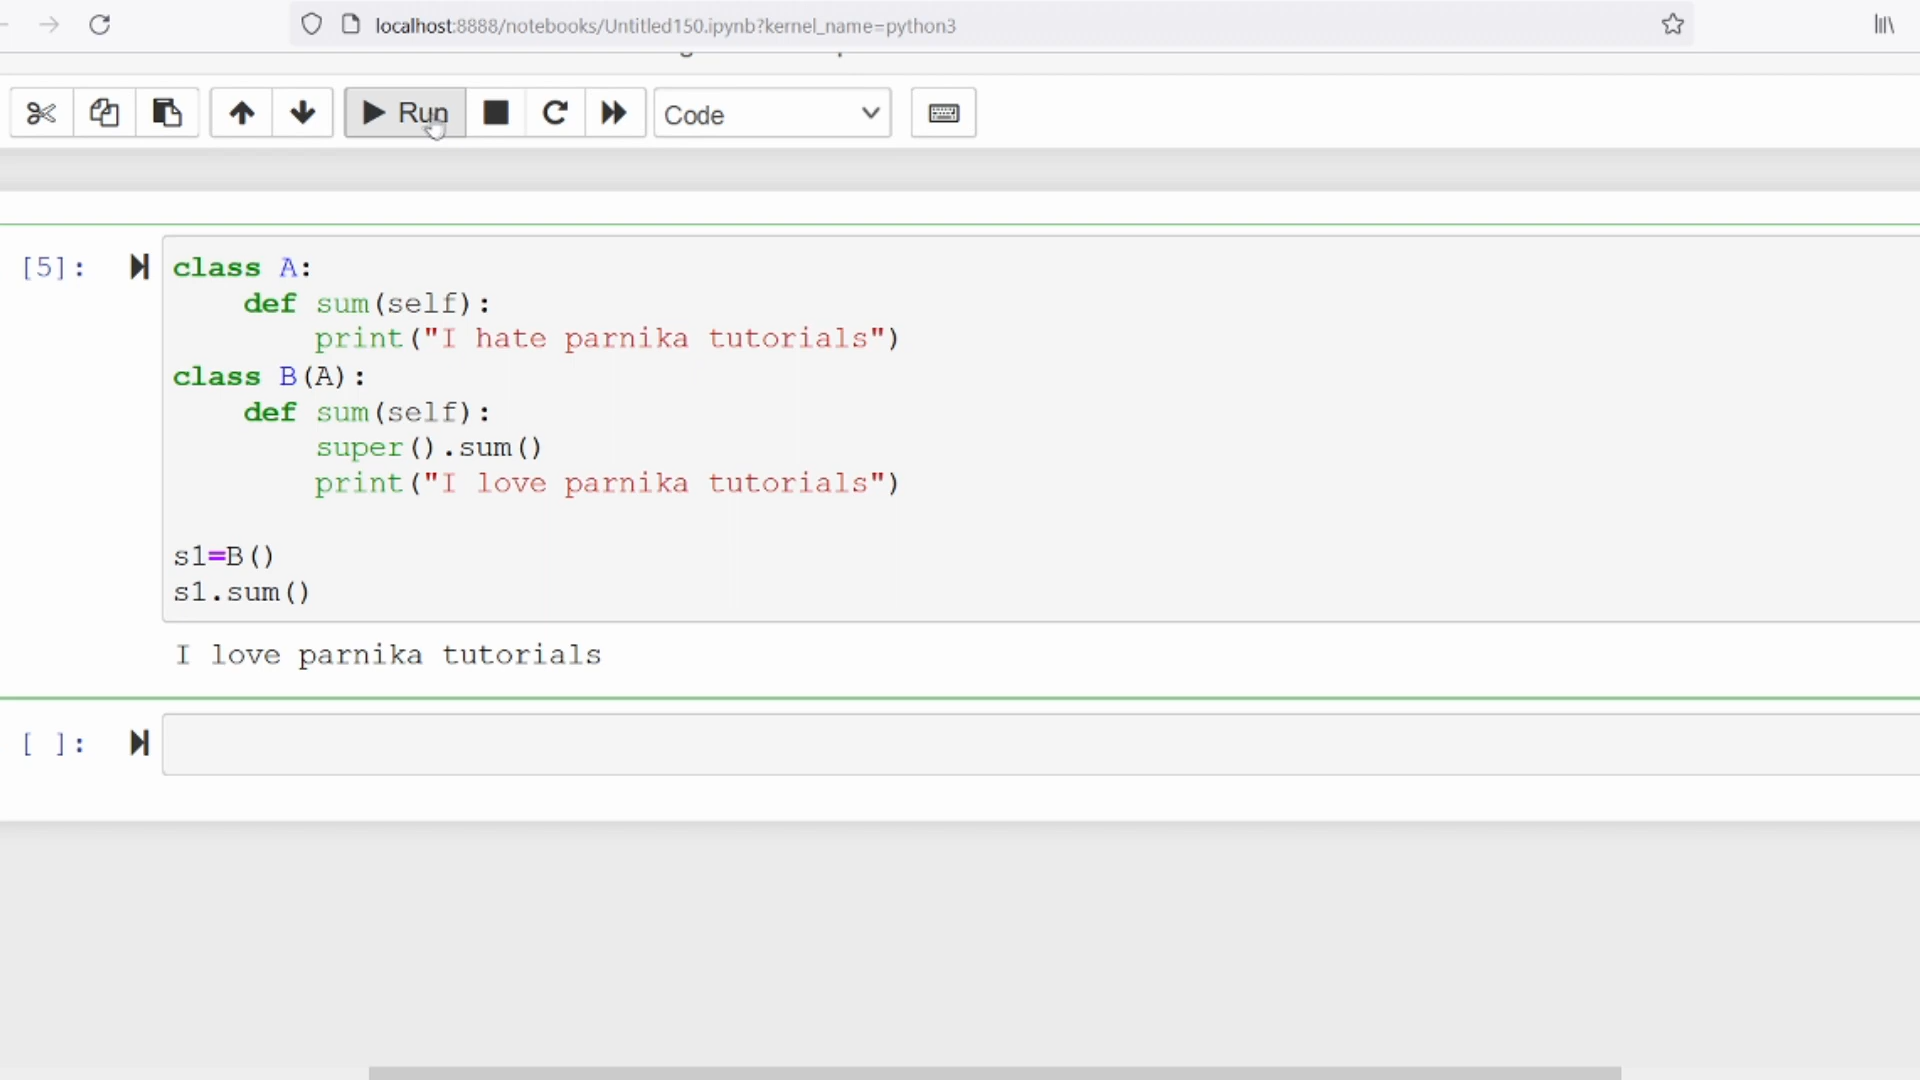 localhost:8888/notebooks/Untitled150.ipynb?kernel_name=python3
Run
Code
[5]:
class A:
    def sum(self):
        print("I hate parnika tutorials")
class B(A):
    def sum(self):
        super().sum()
        print("I love parnika tutorials")
s1=B()
s1.sum()
I love parnika tutorials
[ ]: